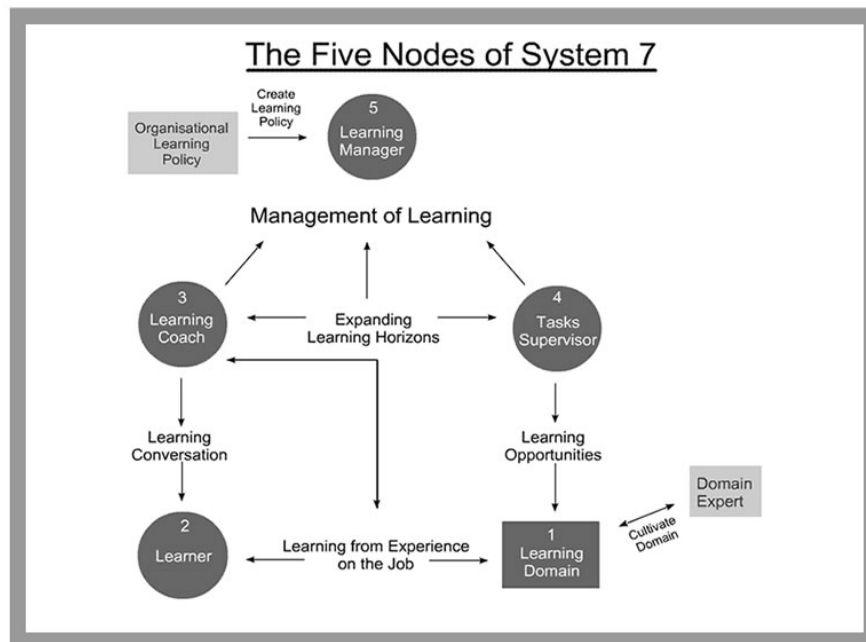 The Five Nodes of System 7
Create
Learning
Policy
Organisational
Learning
Policy
5
Learning
Manager
Management of Learning
3
Learning
Coach
Expanding
Learning Horizons
4
Tasks
Supervisor
Learning
Conversation
Learning
Opportunities
Domain
Expert
Cultivate
Domain
2
Learner
Learning from Experience
on the Job
1
Learning
Domain